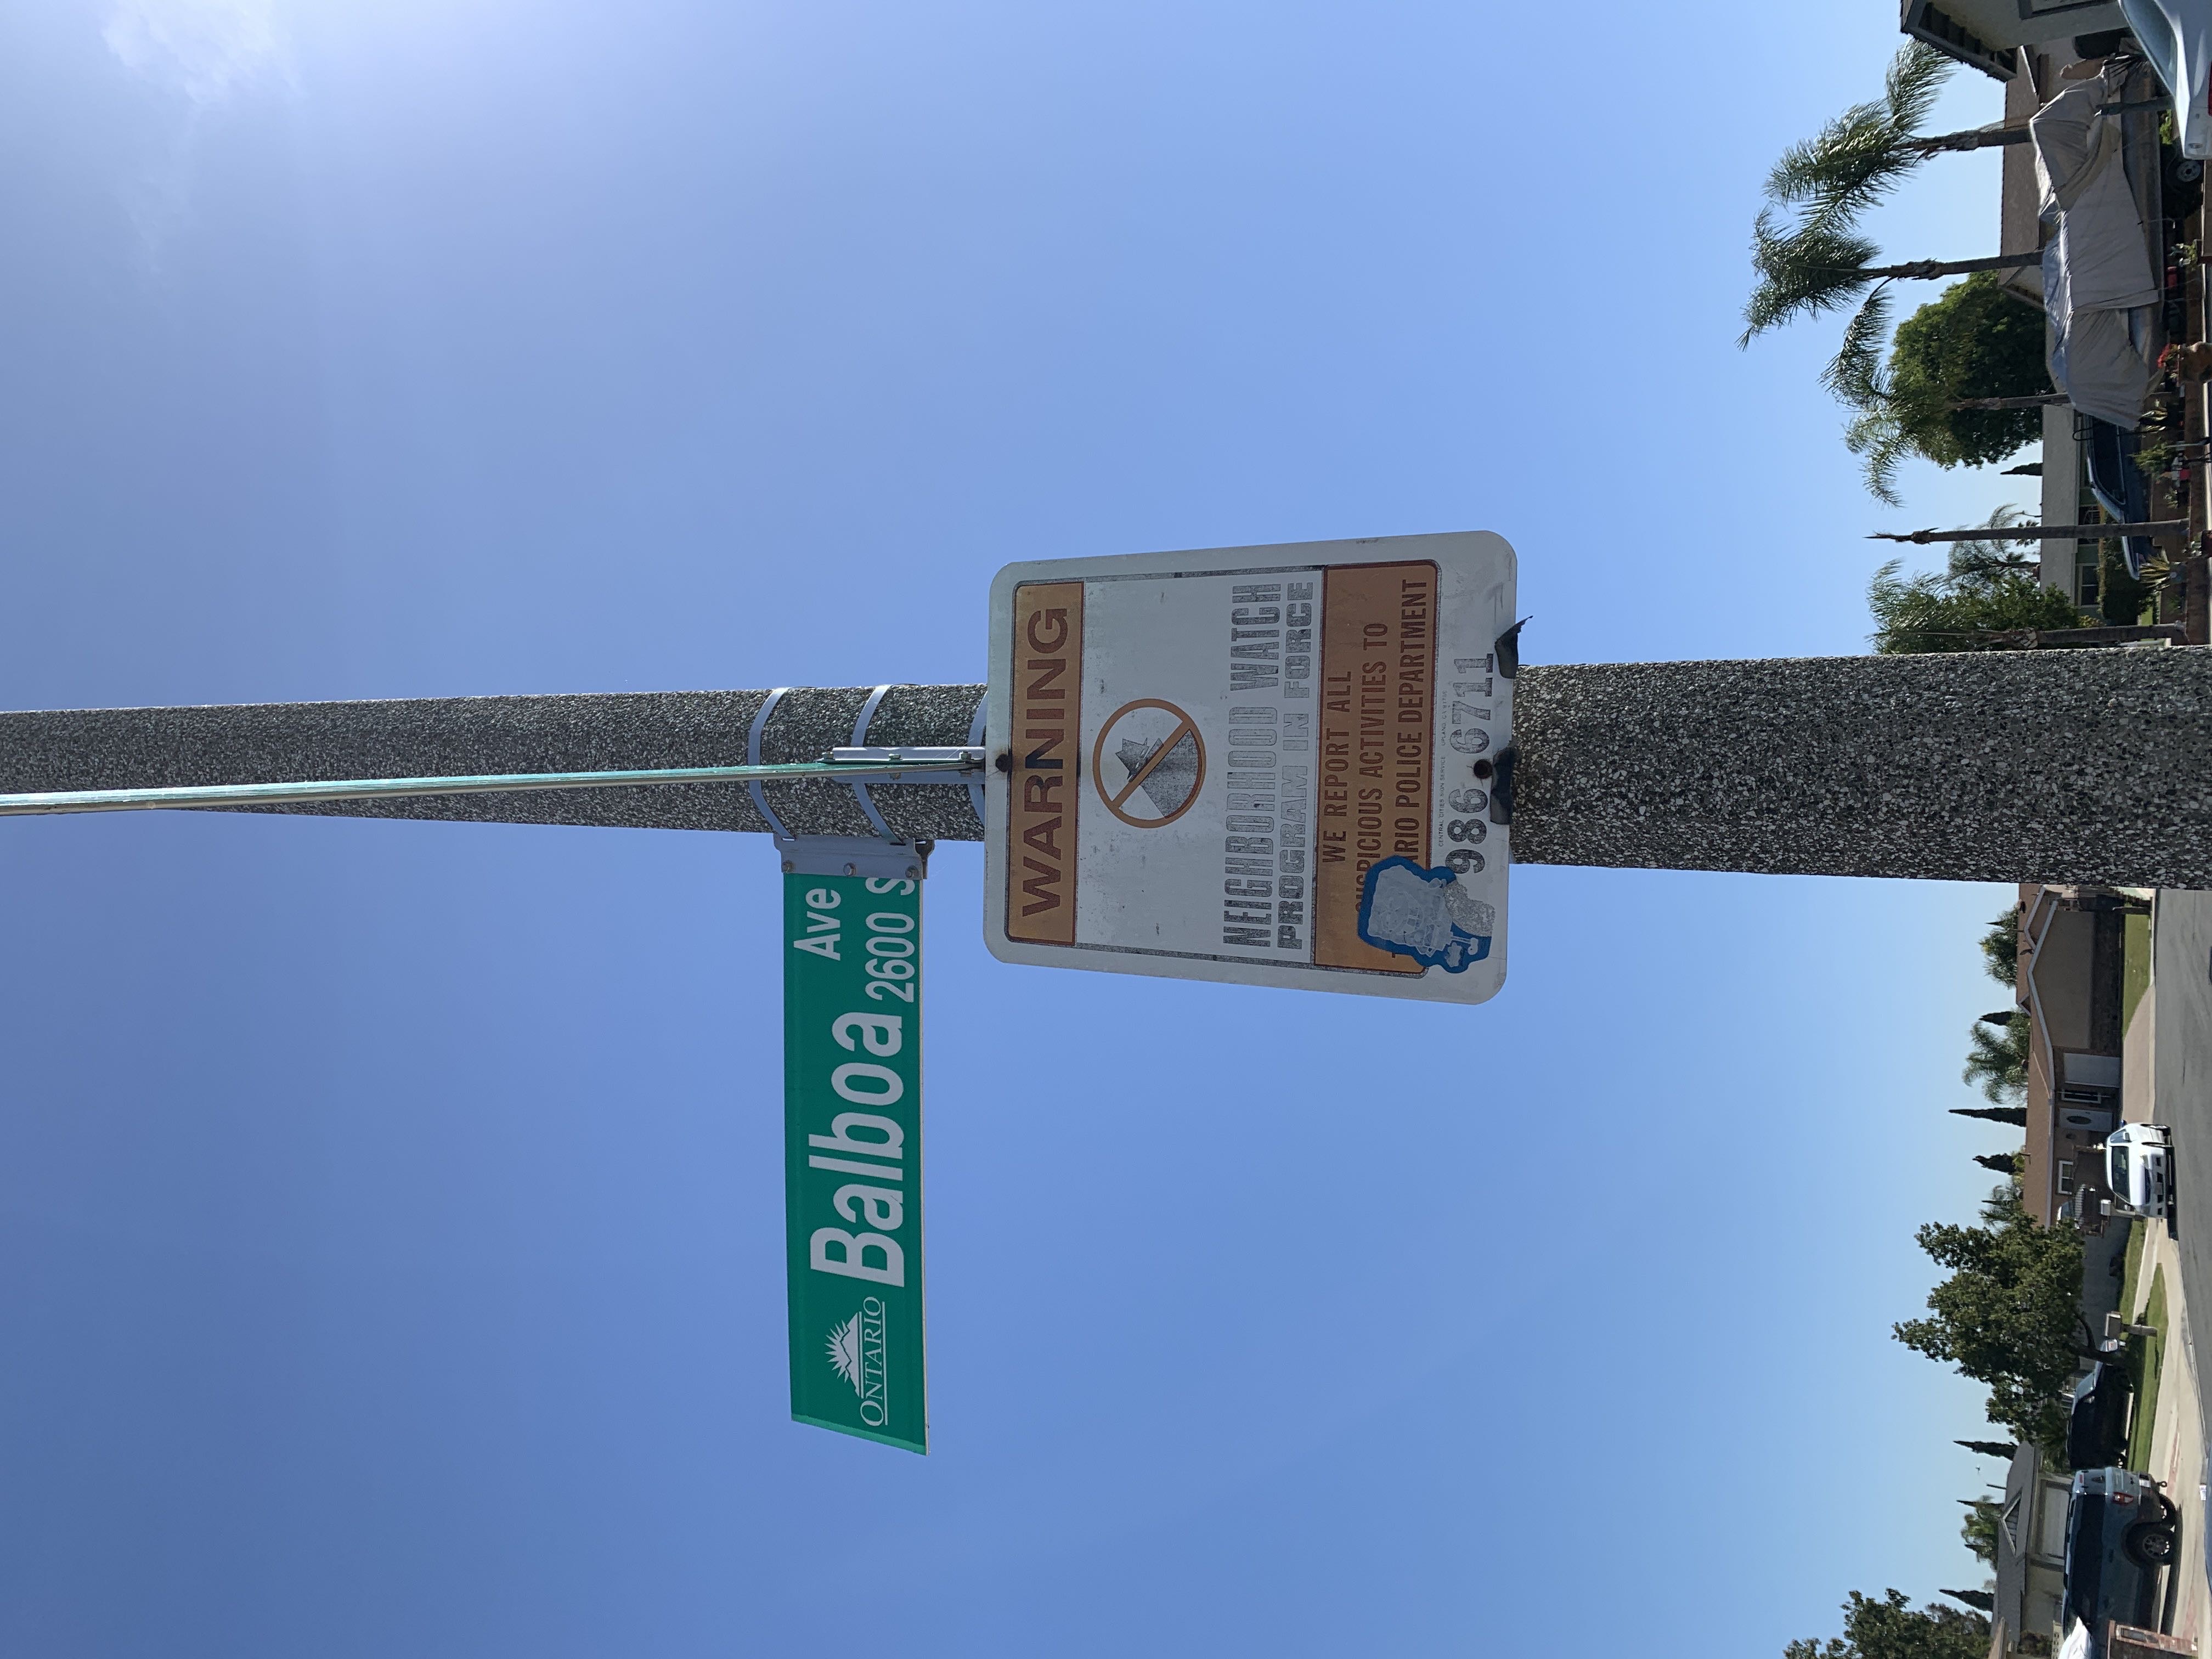 Balboa Ave
2600 S
ONTARIO
WARNING
NEIGHBORHOOD WATCH
PROGRAM IN FORCE
WE REPORT ALL
SUSPICIOUS ACTIVITIES TO
POLICE DEPARTMENT
986-6711